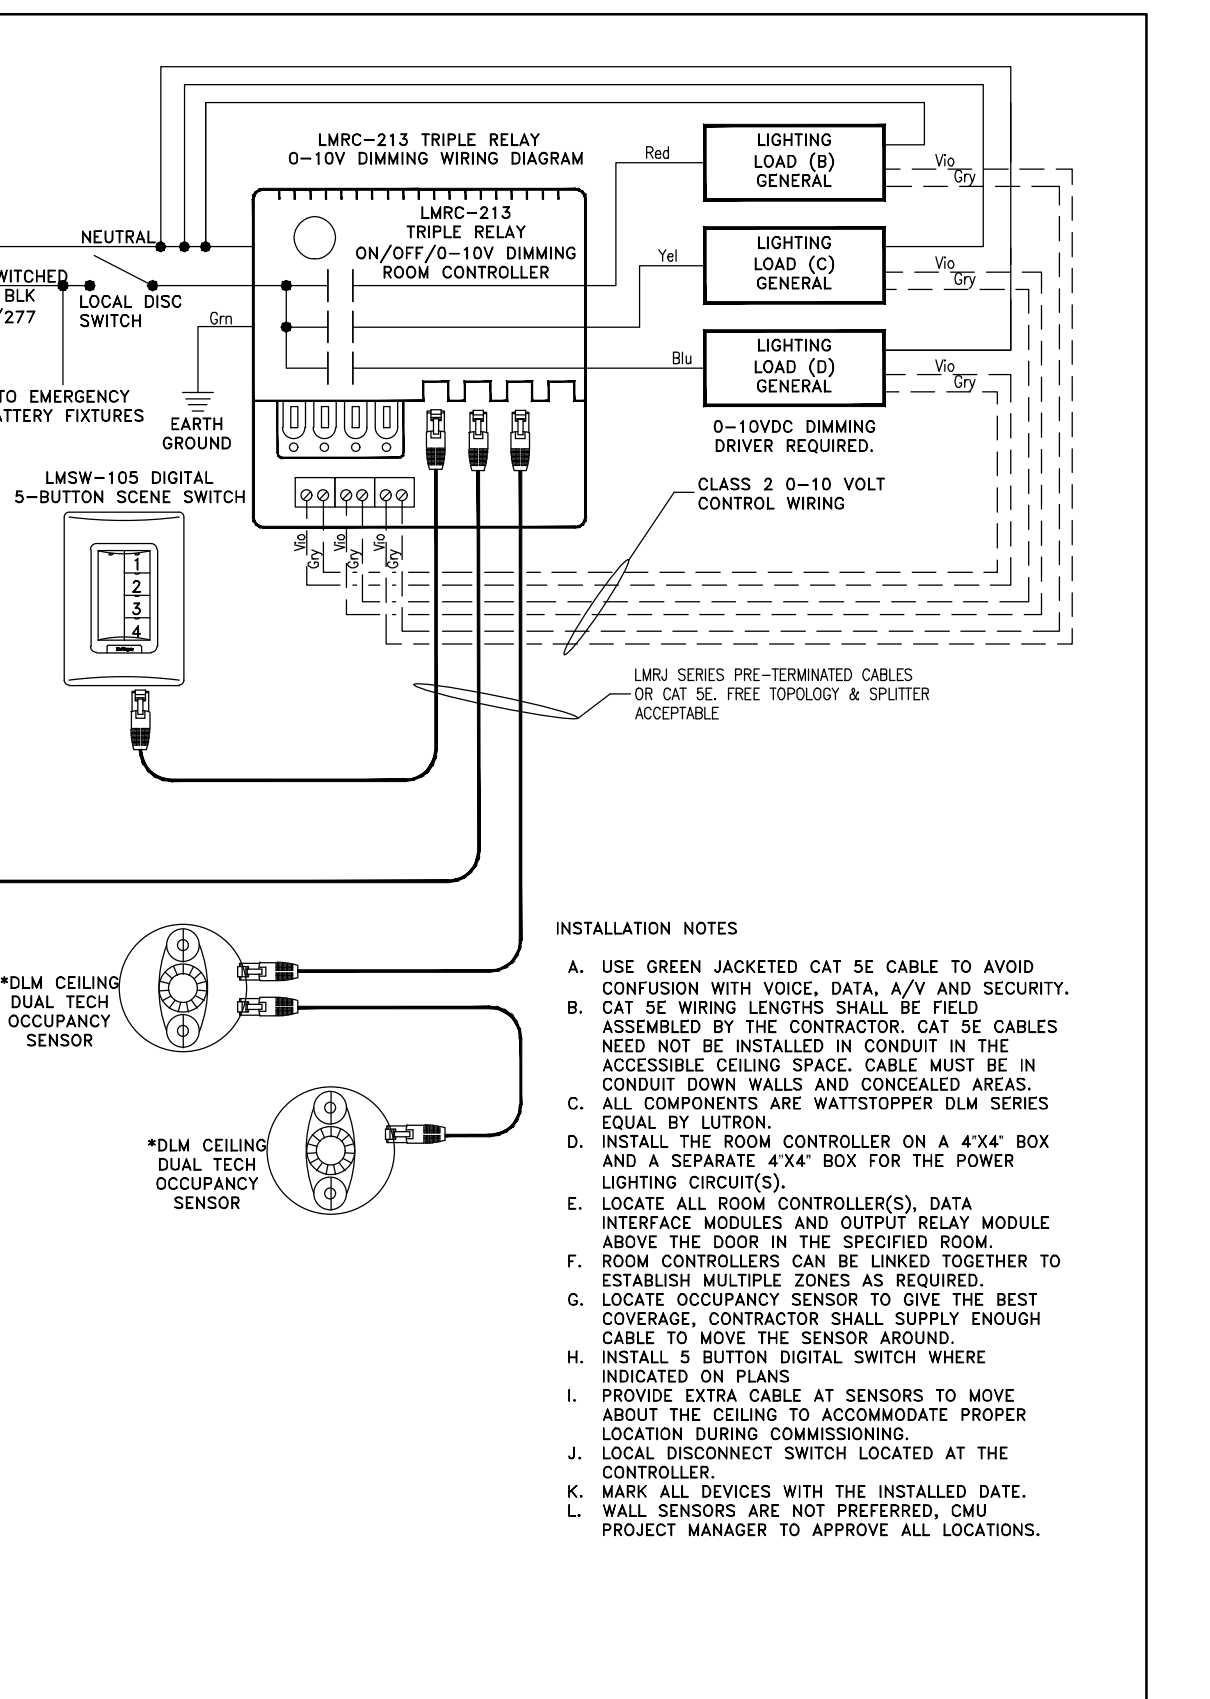 LMRC-213 TRIPLE RELAY
0-10V DIMMING WIRING DIAGRAM
Red
LIGHTING
LOAD (B)
GENERAL
Vio
Gry
LMRC-213
TRIPLE RELAY
ON/OFF/0-10V DIMMING
ROOM CONTROLLER
NEUTRAL
Yel
LIGHTING
LOAD (C)
GENERAL
Vio
Gry
WITCHED
BLK
/277
LOCAL DISC
SWITCH
Grn
Blu
LIGHTING
LOAD (D)
GENERAL
Vio
Gry
TO EMERGENCY
ATTERY FIXTURES
EARTH
GROUND
0-10VDC DIMMING
DRIVER REQUIRED.
LMSW-105 DIGITAL
5-BUTTON SCENE SWITCH
CLASS 2 0-10 VOLT
CONTROL WIRING
Vio
Gry
Vio
Gry
Vio
Gry
1
2
3
4
LMRJ SERIES PRE-TERMINATED CABLES
OR CAT 5E. FREE TOPOLOGY & SPLITTER
ACCEPTABLE
*DLM CEILING
DUAL TECH
OCCUPANCY
SENSOR
*DLM CEILING
DUAL TECH
OCCUPANCY
SENSOR
INSTALLATION NOTES
A. USE GREEN JACKETED CAT 5E CABLE TO AVOID
CONFUSION WITH VOICE, DATA, A/V AND SECURITY.
B. CAT 5E WIRING LENGTHS SHALL BE FIELD
ASSEMBLED BY THE CONTRACTOR. CAT 5E CABLES
NEED NOT BE INSTALLED IN CONDUIT IN THE
ACCESSIBLE CEILING SPACE. CABLE MUST BE IN
CONDUIT DOWN WALLS AND CONCEALED AREAS.
C. ALL COMPONENTS ARE WATTSTOPPER DLM SERIES
EQUAL BY LUTRON.
D. INSTALL THE ROOM CONTROLLER ON A 4"X4" BOX
AND A SEPARATE 4"X4" BOX FOR THE POWER
LIGHTING CIRCUIT(S).
E. LOCATE ALL ROOM CONTROLLER(S), DATA
INTERFACE MODULES AND OUTPUT RELAY MODULE
ABOVE THE DOOR IN THE SPECIFIED ROOM.
F. ROOM CONTROLLERS CAN BE LINKED TOGETHER TO
ESTABLISH MULTIPLE ZONES AS REQUIRED.
G. LOCATE OCCUPANCY SENSOR TO GIVE THE BEST
COVERAGE, CONTRACTOR SHALL SUPPLY ENOUGH
CABLE TO MOVE THE SENSOR AROUND.
H. INSTALL 5 BUTTON DIGITAL SWITCH WHERE
INDICATED ON PLANS
I. PROVIDE EXTRA CABLE AT SENSORS TO MOVE
ABOUT THE CEILING TO ACCOMMODATE PROPER
LOCATION DURING COMMISSIONING.
J. LOCAL DISCONNECT SWITCH LOCATED AT THE
CONTROLLER.
K. MARK ALL DEVICES WITH THE INSTALLED DATE.
L. WALL SENSORS ARE NOT PREFERRED, CMU
PROJECT MANAGER TO APPROVE ALL LOCATIONS.